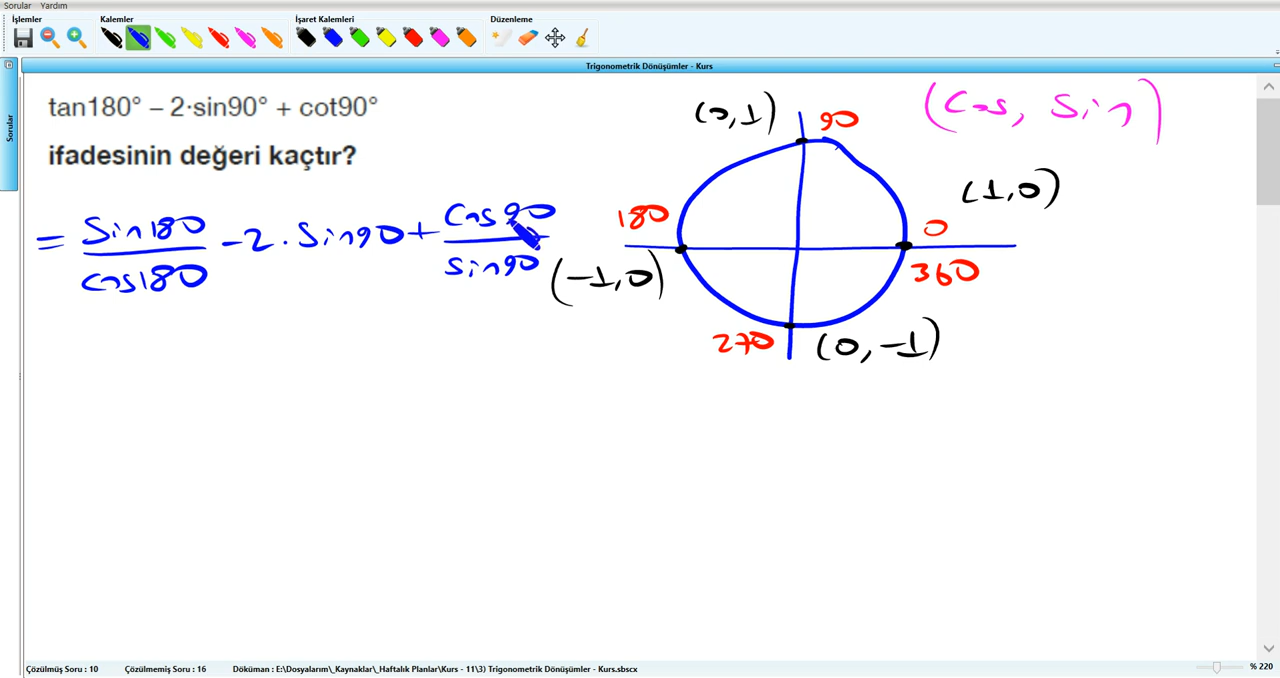 Sorular Yardım
İşlemler Kalemler İşaret Kalemleri Düzenleme
Trigonometrik Dönüşümler - Kurs
Sorular
tan180° − 2·sin90° + cot90°
ifadesinin değeri kaçtır?
= Sin180 / Cos180 − 2 . Sin90 + Cos90 / Sin90
(0,1) 90 (Cos, Sin)
(1,0)
180 0
(−1,0) 360
270 (0,−1)
Çözülmüş Soru : 10 Çözülmemiş Soru : 16 Döküman : E:\Dosyalarım\_Kaynaklar\_Haftalık Planlar\Kurs - 11\3) Trigonometrik Dönüşümler - Kurs.sbscx % 220